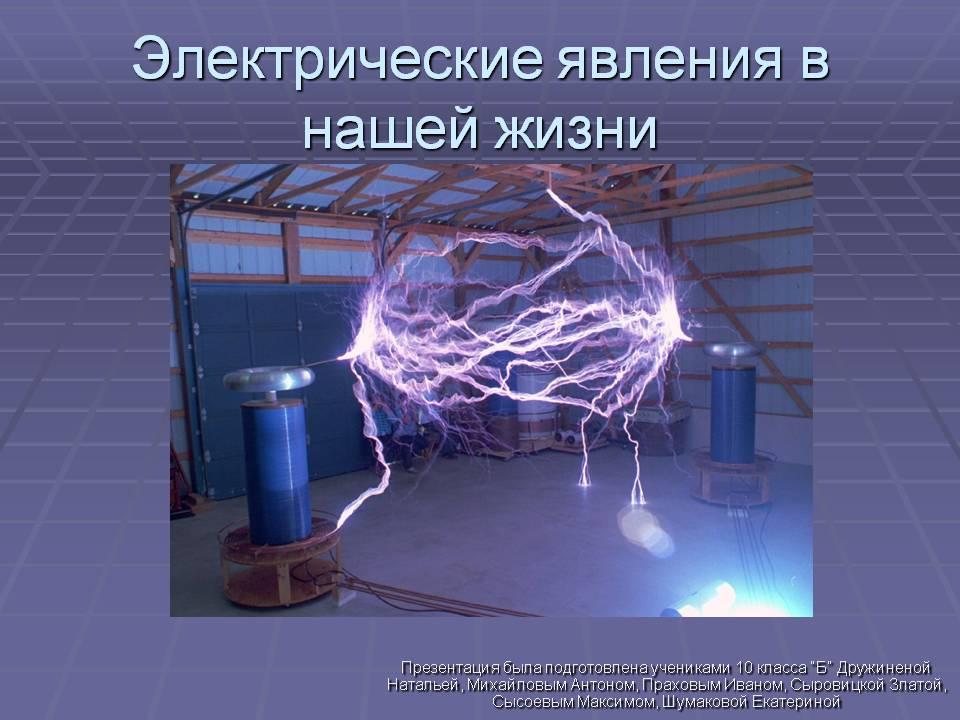 Электрические явления в
нашей жизни
Презентация была подготовлена учениками 10 класса "Б" Дружиненой
Натальей, Михайловым Антоном, Праховым Иваном, Сыровицкой Златой,
Сысоевым Максимом, Шумаковой Екатериной